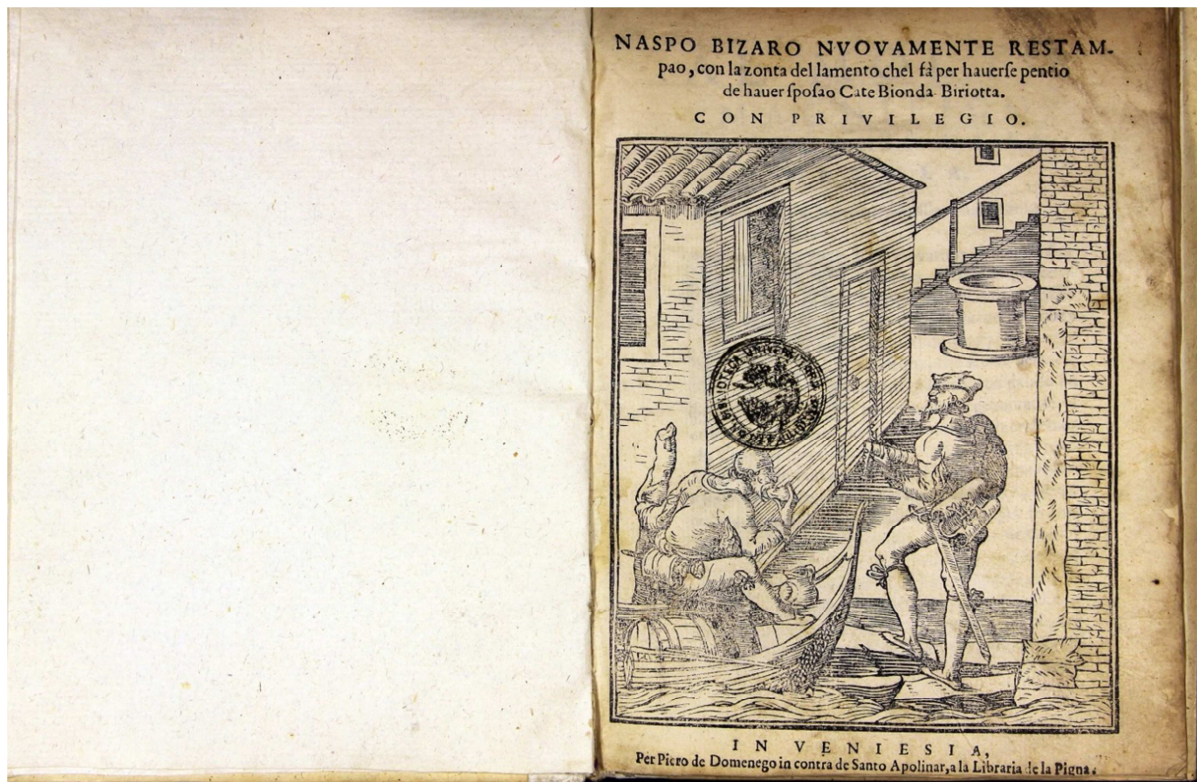 NASPO BIZARO NVOVAMENTE RESTAM-
pao, con la zonta del lamento chel fà per hauerſe pentio
de hauer ſpoſao Cate Bionda Biriotta.
CON PRIVILEGIO.
BIBLIOTECA
IN VENIESIA,
Per Piero de Domenego in contra de Santo Apolinar, a la Libraria de la Pigna.